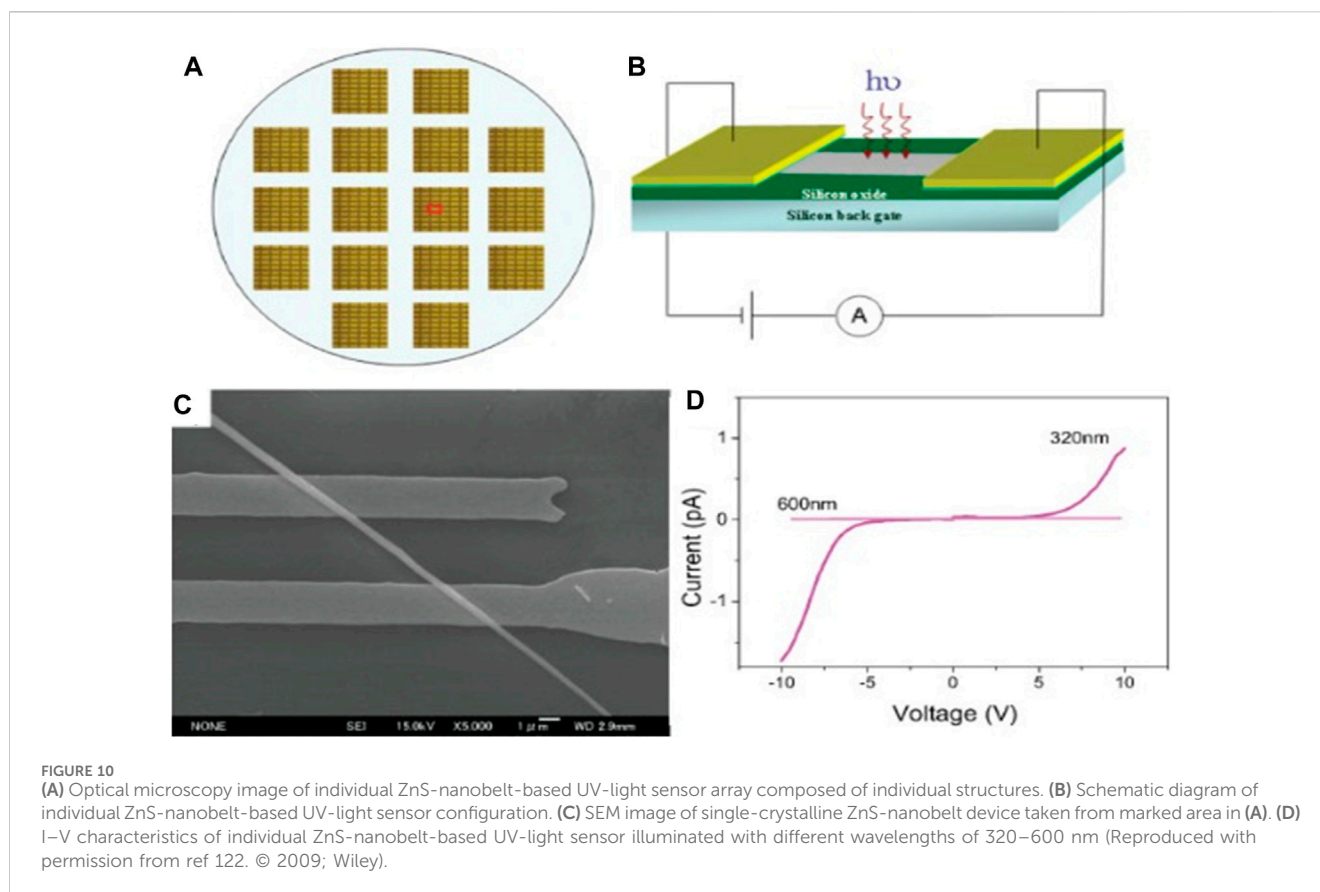 A
B
hυ
Silicon oxide
Silicon back gate
A
C
NONE SEI 15.0kV X5,000 1 μm WD 2.9mm
D
1
320nm
600nm
0
Current (pA)
-1
-10 -5 0 5 10
Voltage (V)
FIGURE 10
(A) Optical microscopy image of individual ZnS-nanobelt-based UV-light sensor array composed of individual structures. (B) Schematic diagram of
individual ZnS-nanobelt-based UV-light sensor configuration. (C) SEM image of single-crystalline ZnS-nanobelt device taken from marked area in (A). (D)
I–V characteristics of individual ZnS-nanobelt-based UV-light sensor illuminated with different wavelengths of 320–600 nm (Reproduced with
permission from ref 122. © 2009; Wiley).